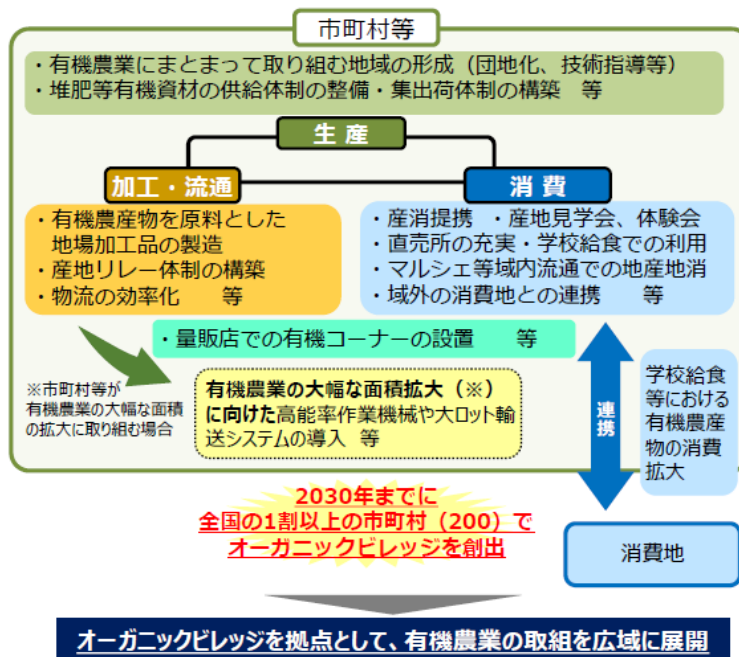 市町村等
・有機農業にまとまって取り組む地域の形成（団地化、技術指導等）
・堆肥等有機資材の供給体制の整備・集出荷体制の構築　等
生 産
加工・流通
・有機農産物を原料とした
地場加工品の製造
・産地リレー体制の構築
・物流の効率化　　等
消 費
・産消提携　・産地見学会、体験会
・直売所の充実・学校給食での利用
・マルシェ等域内流通での地産地消
・域外の消費地との連携　　等
・量販店での有機コーナーの設置　　等
※市町村等が
有機農業の大幅な面積
の拡大に取り組む場合
有機農業の大幅な面積拡大（※）
に向けた高能率作業機械や大ロット輸
送システムの導入 等
連携
学校給食
等における
有機農産
物の消費
拡大
消費地
2030年までに
全国の1割以上の市町村（200）で
オーガニックビレッジを創出
オーガニックビレッジを拠点として、有機農業の取組を広域に展開